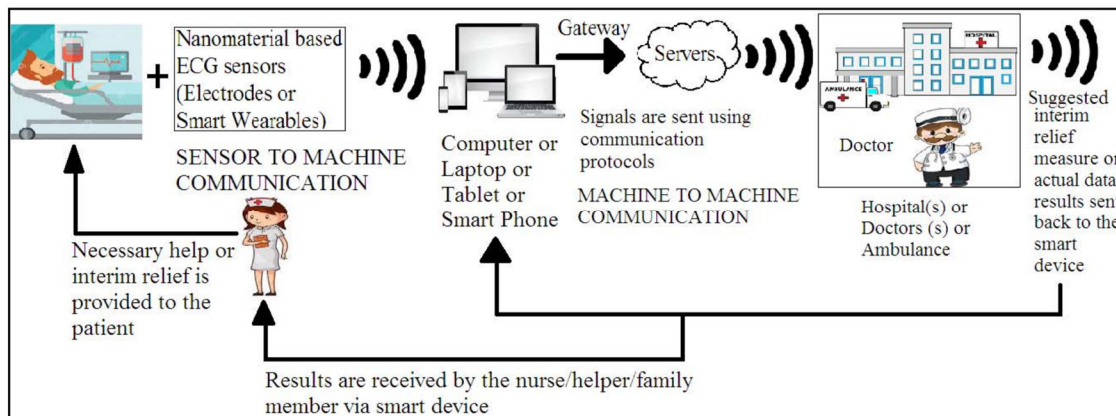 Nanomaterial based
ECG sensors
(Electrodes or
Smart Wearables)
SENSOR TO MACHINE
COMMUNICATION
Computer or
Laptop or
Tablet or
Smart Phone
Gateway
Servers
Signals are sent using
communication
protocols
MACHINE TO MACHINE
COMMUNICATION
HOSPITAL
AMBULANCE
Doctor
Hospital(s) or
Doctors (s) or
Ambulance
Suggested
interim
relief
measure or
actual data
results sent
back to the
smart
device
Necessary help or
interim relief is
provided to the
patient
Results are received by the nurse/helper/family
member via smart device